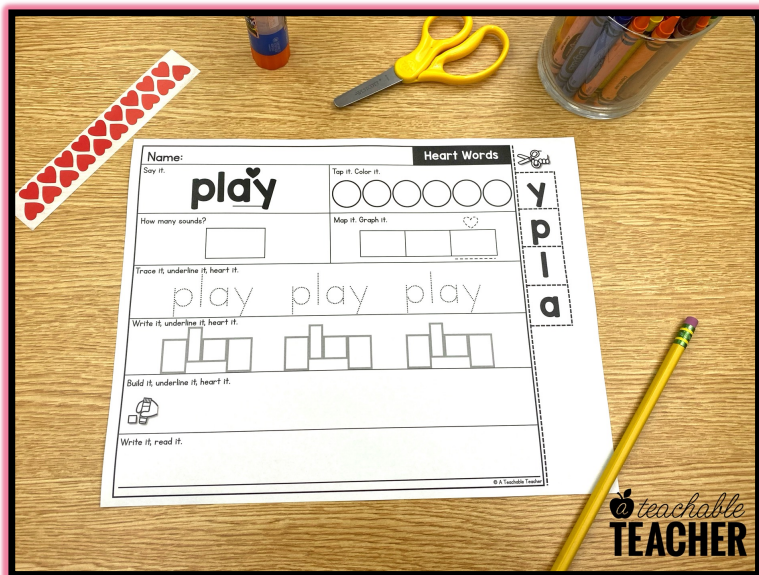 Name:
Heart Words
Say it.
play
Tap it. Color it.
How many sounds?
Map it. Graph it.
Trace it, underline it, heart it.
play play play
Write it, underline it, heart it.
Build it, underline it, heart it.
Write it, read it.
© A Teachable Teacher
y
p
l
a
a teachable
TEACHER